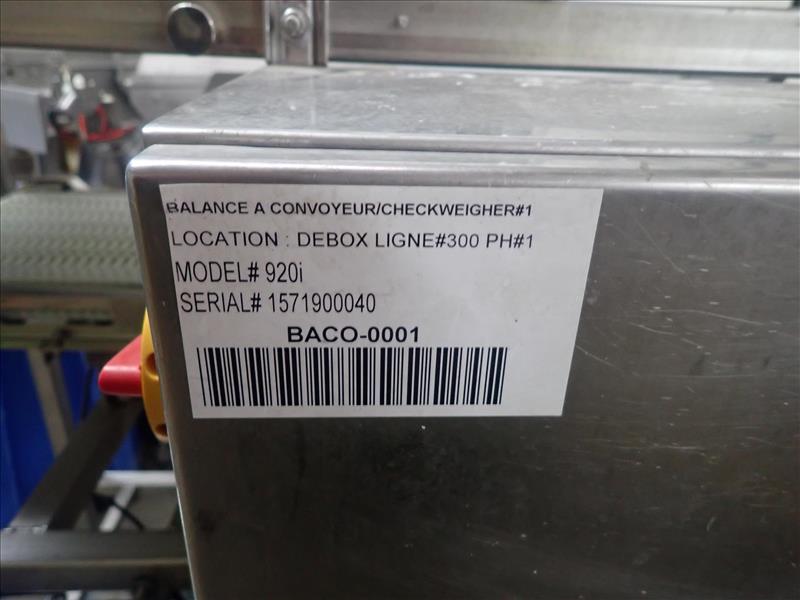 BALANCE A CONVOYEUR/CHECKWEIGHER#1
LOCATION : DEBOX LIGNE#300 PH#1
MODEL# 920i
SERIAL# 1571900040
BACO-0001